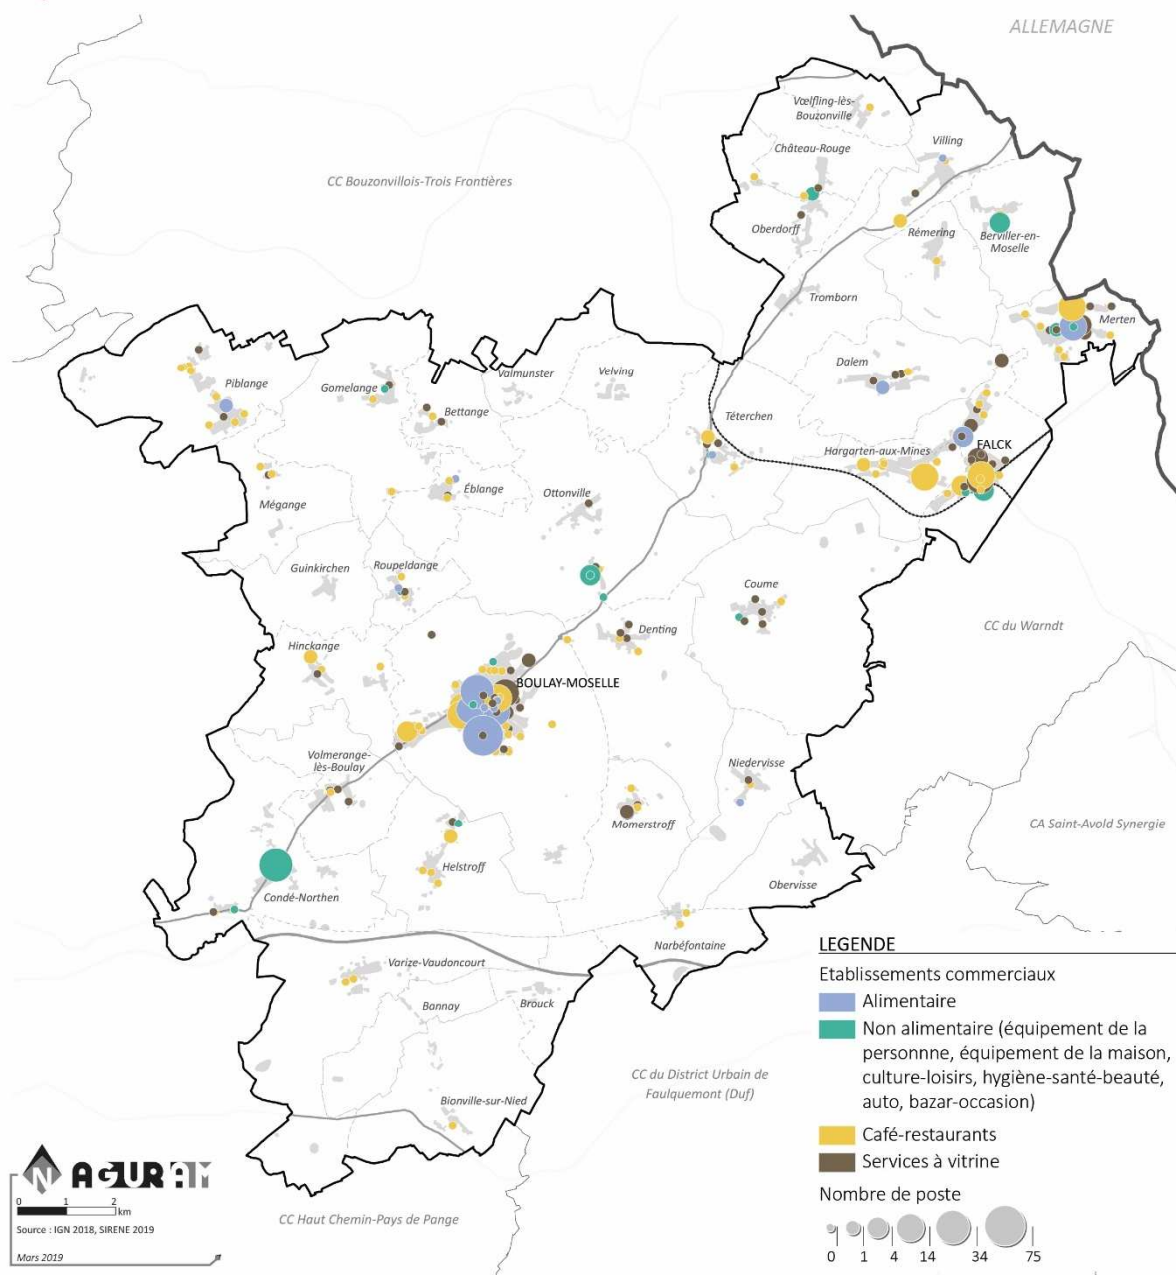 ALLEMAGNE
Vœlfling-lès-
Bouzonville
Villing
Château-Rouge
CC Bouzonvillois-Trois Frontières
Oberdorff
Rémering
Berviller-en-
Moselle
Tromborn
Merten
Dalem
Piblange
Gomelange
Valmunster
Velving
Bettange
Téterchen
Hargarten-aux-Mines
FALCK
Mégange
Éblange
Ottonville
Guinkirchen
Roupeldange
Coume
CC du Warndt
Denting
Hinckange
BOULAY-MOSELLE
Volmerange-
lès-Boulay
Niedervisse
Momerstroff
CA Saint-Avold Synergie
Helstroff
Obervisse
Condé-Northen
Narbéfontaine
Varize-Vaudoncourt
Bannay
Brouck
CC du District Urbain de
Faulquemont (Duf)
Bionville-sur-Nied
CC Haut Chemin-Pays de Pange
LEGENDE
Etablissements commerciaux
Alimentaire
Non alimentaire (équipement de la
personnne, équipement de la maison,
culture-loisirs, hygiène-santé-beauté,
auto, bazar-occasion)
Café-restaurants
Services à vitrine
Nombre de poste
0 1 4 14 34 75
N AGURAM
0 1 2
km
Source : IGN 2018, SIRENE 2019
Mars 2019